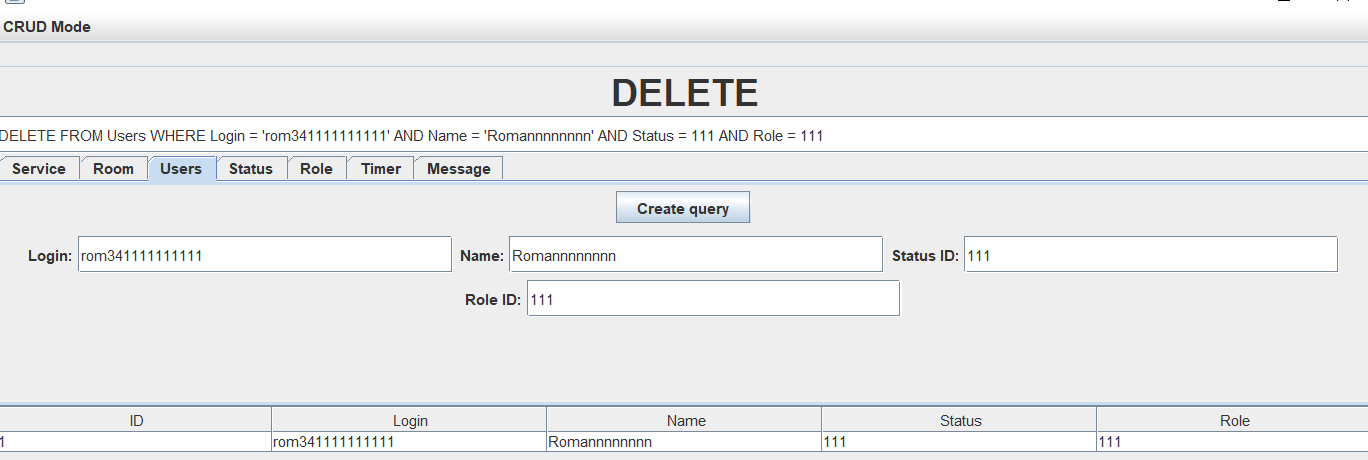 CRUD Mode
DELETE
DELETE FROM Users WHERE Login = 'rom341111111111' AND Name = 'Romannnnnnnn' AND Status = 111 AND Role = 111
Service Room Users Status Role Timer Message
Create query
Login: rom341111111111 Name: Romannnnnnnn Status ID: 111
Role ID: 111
ID Login Name Status Role
1 rom341111111111 Romannnnnnnn 111 111